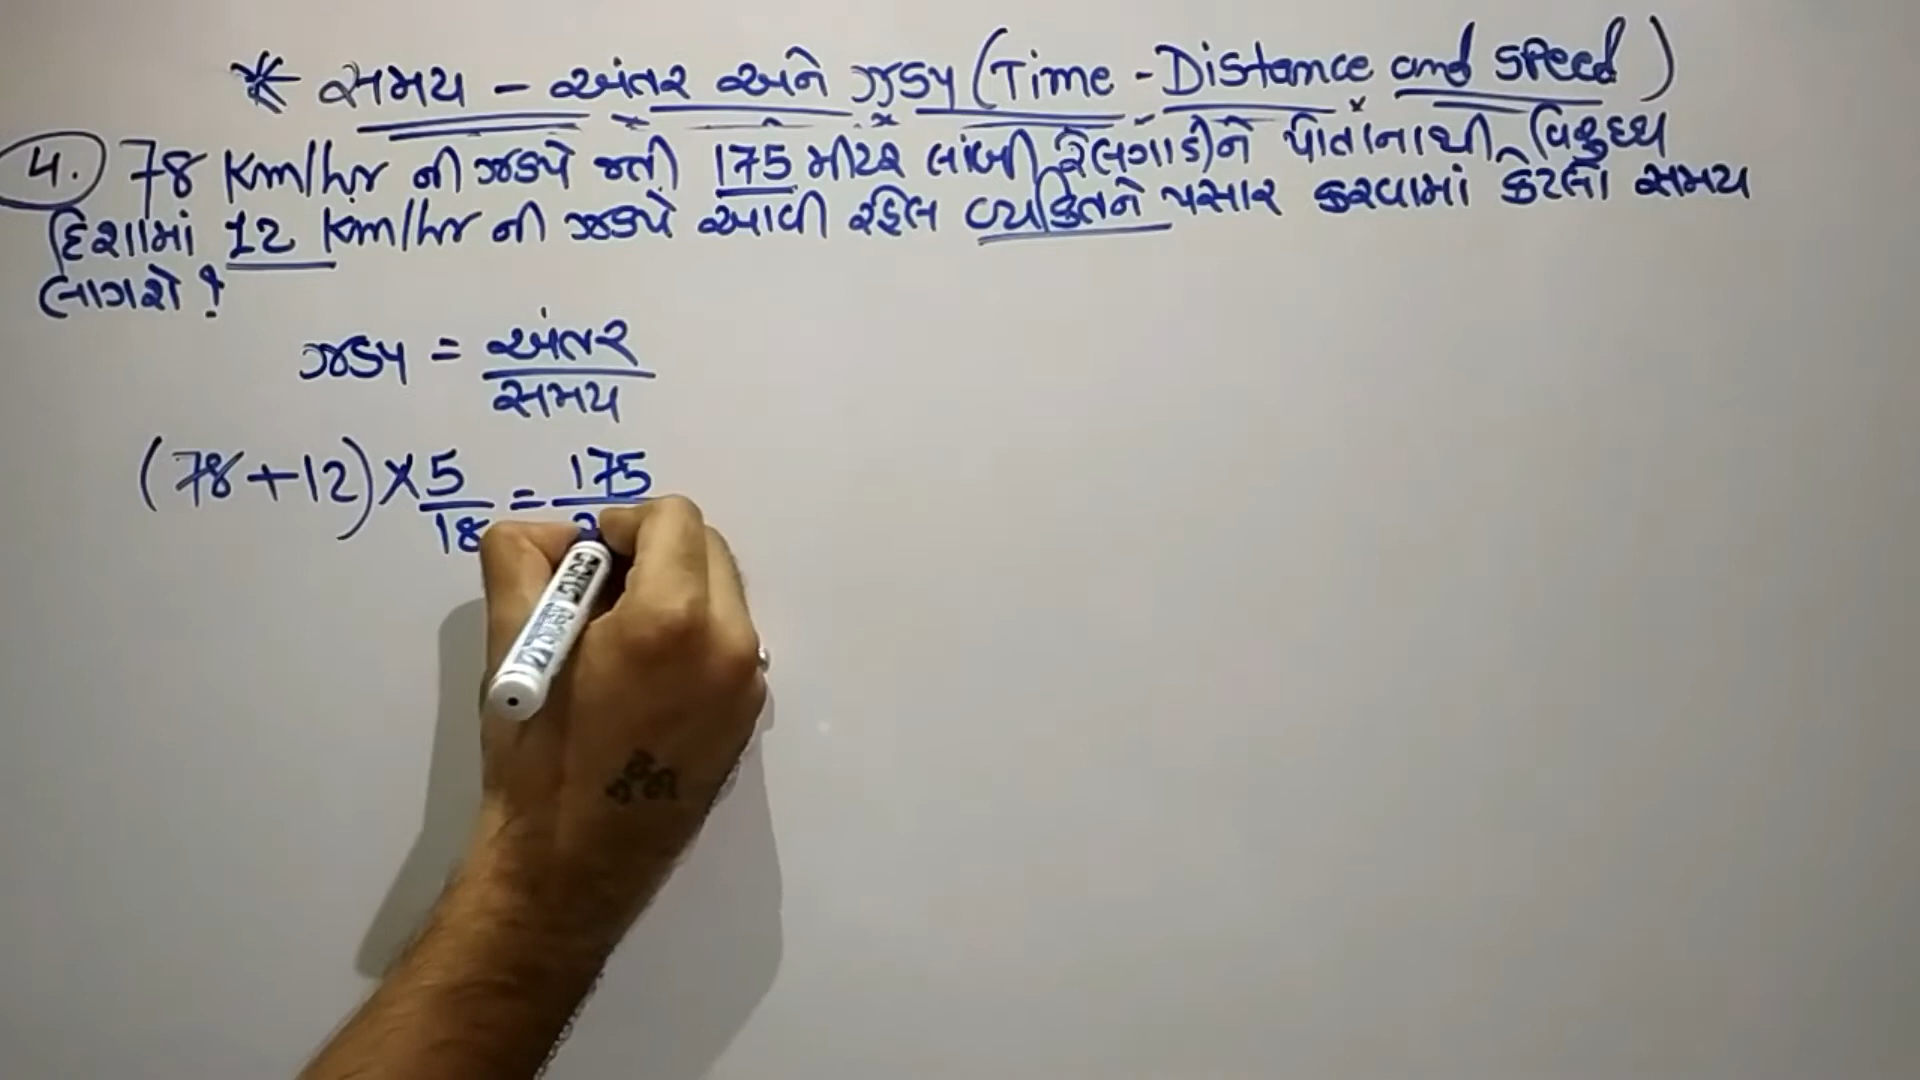 * સમય - અંતર અને ઝડપ (Time - Distance and speed)
4. 78 Km/hr ની ઝડપે જતી 175 મીટર લાંબી રેલગાડીને પોતાનાથી વિરુધ્ધ
દિશામાં 12 Km/hr ની ઝડપે આવી રહેલ વ્યક્તિને પસાર કરવામાં કેટલો સમય
લાગશે?
ઝડપ = અંતર / સમય
(78+12) × 5/18 = 175/